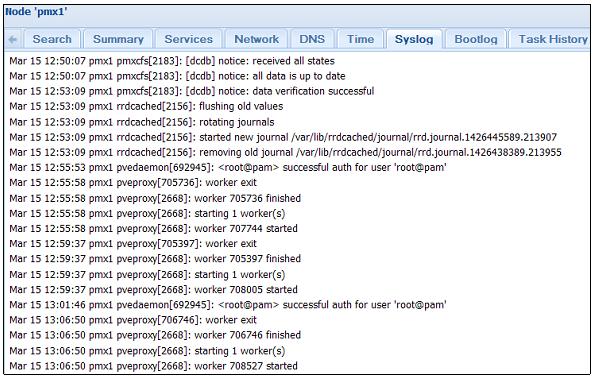 Node 'pmx1'
Search Summary Services Network DNS Time Syslog Bootlog Task History
Mar 15 12:50:07 pmx1 pmxcfs[2183]: [dcdb] notice: received all states
Mar 15 12:50:07 pmx1 pmxcfs[2183]: [dcdb] notice: all data is up to date
Mar 15 12:53:09 pmx1 pmxcfs[2183]: [dcdb] notice: data verification successful
Mar 15 12:53:09 pmx1 rrdcached[2156]: flushing old values
Mar 15 12:53:09 pmx1 rrdcached[2156]: rotating journals
Mar 15 12:53:09 pmx1 rrdcached[2156]: started new journal /var/lib/rrdcached/journal/rrd.journal.1426445589.213907
Mar 15 12:53:09 pmx1 rrdcached[2156]: removing old journal /var/lib/rrdcached/journal/rrd.journal.1426438389.213955
Mar 15 12:55:53 pmx1 pvedaemon[692945]: <root@pam> successful auth for user 'root@pam'
Mar 15 12:55:58 pmx1 pveproxy[705736]: worker exit
Mar 15 12:55:58 pmx1 pveproxy[2668]: worker 705736 finished
Mar 15 12:55:58 pmx1 pveproxy[2668]: starting 1 worker(s)
Mar 15 12:55:58 pmx1 pveproxy[2668]: worker 707744 started
Mar 15 12:59:37 pmx1 pveproxy[705397]: worker exit
Mar 15 12:59:37 pmx1 pveproxy[2668]: worker 705397 finished
Mar 15 12:59:37 pmx1 pveproxy[2668]: starting 1 worker(s)
Mar 15 12:59:37 pmx1 pveproxy[2668]: worker 708005 started
Mar 15 13:01:46 pmx1 pvedaemon[692945]: <root@pam> successful auth for user 'root@pam'
Mar 15 13:06:50 pmx1 pveproxy[706746]: worker exit
Mar 15 13:06:50 pmx1 pveproxy[2668]: worker 706746 finished
Mar 15 13:06:50 pmx1 pveproxy[2668]: starting 1 worker(s)
Mar 15 13:06:50 pmx1 pveproxy[2668]: worker 708527 started